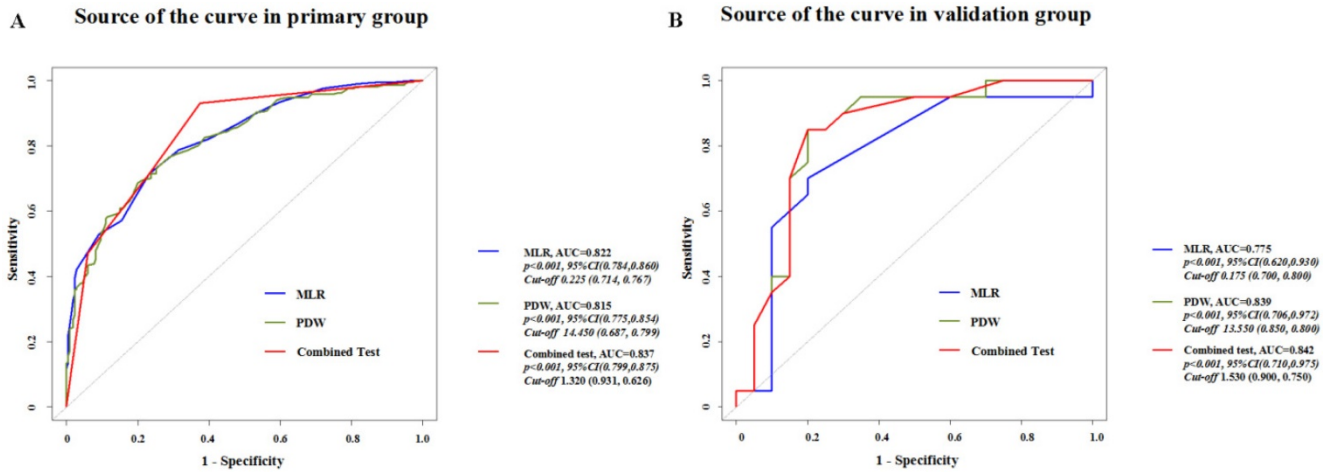 A
Source of the curve in primary group
Sensitivity
1.0
0.8
0.6
0.4
0.2
0
0 0.2 0.4 0.6 0.8 1.0
1 - Specificity
MLR
PDW
Combined Test
MLR, AUC=0.822
p<0.001, 95%CI(0.784,0.860)
Cut-off 0.225 (0.714, 0.767)
PDW, AUC=0.815
p<0.001, 95%CI(0.775,0.854)
Cut-off 14.450 (0.687, 0.799)
Combined test, AUC=0.837
p<0.001, 95%CI(0.799,0.875)
Cut-off 1.320 (0.931, 0.626)
B
Source of the curve in validation group
Sensitivity
1.0
0.8
0.6
0.4
0.2
0
0 0.2 0.4 0.6 0.8 1.0
1 - Specificity
MLR
PDW
Combined Test
MLR, AUC=0.775
p<0.001, 95%CI(0.620,0.930)
Cut-off 0.175 (0.700, 0.800)
PDW, AUC=0.839
p<0.001, 95%CI(0.706,0.972)
Cut-off 13.550 (0.850, 0.800)
Combined test, AUC=0.842
p<0.001, 95%CI(0.710,0.975)
Cut-off 1.530 (0.900, 0.750)